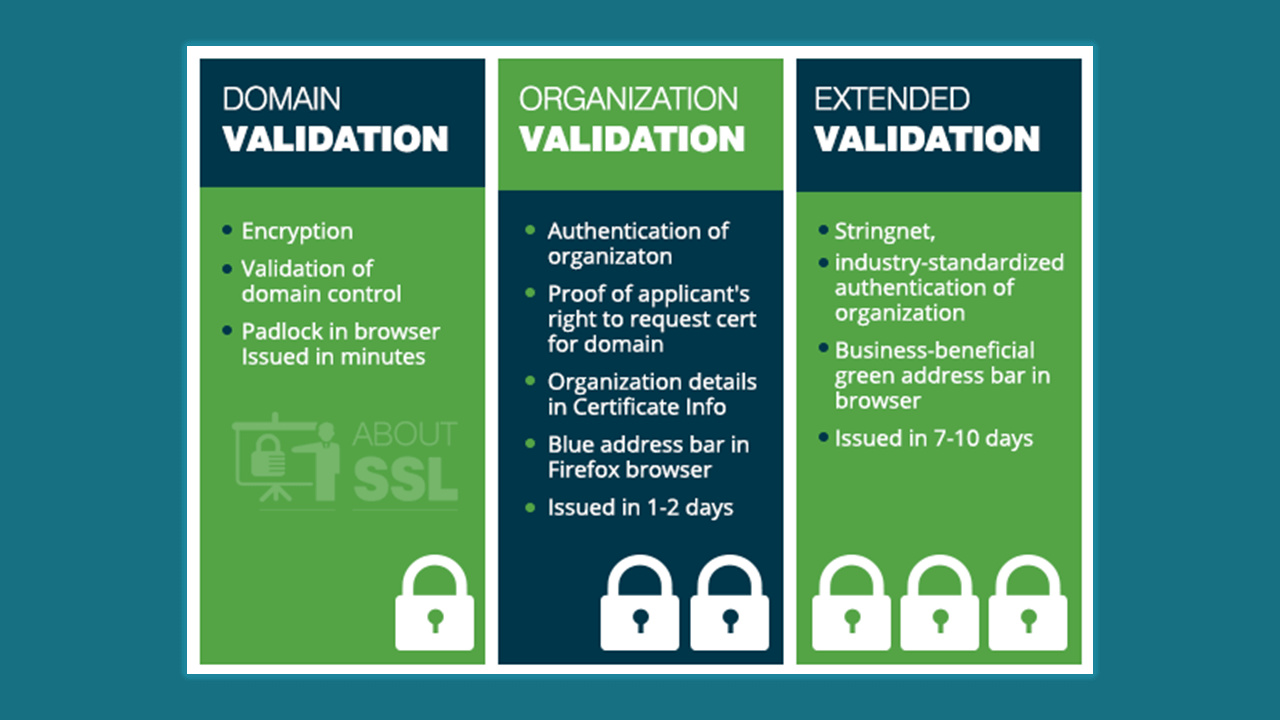 DOMAIN
VALIDATION
Encryption
Validation of
domain control
Padlock in browser
Issued in minutes
ABOUT
SSL
ORGANIZATION
VALIDATION
Authentication of
organizaton
Proof of applicant's
right to request cert
for domain
Organization details
in Certificate Info
Blue address bar in
Firefox browser
Issued in 1-2 days
EXTENDED
VALIDATION
Stringnet,
industry-standardized
authentication of
organization
Business-beneficial
green address bar in
browser
Issued in 7-10 days